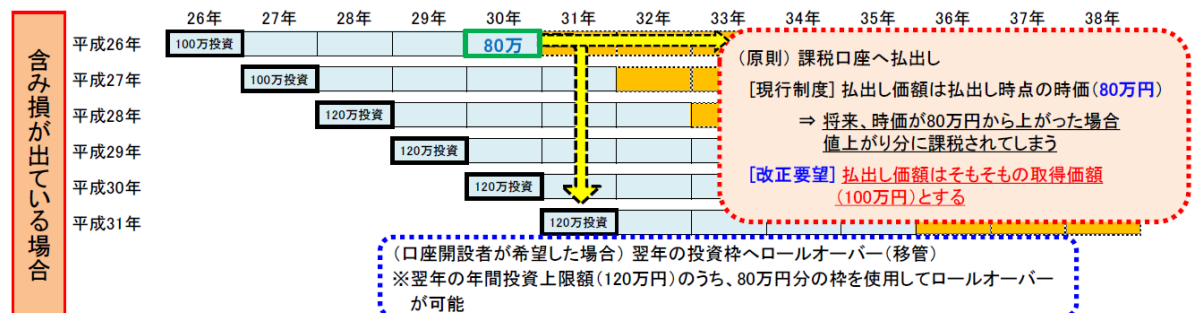 含み損が出ている場合
26年 27年 28年 29年 30年 31年 32年 33年 34年 35年 36年 37年 38年
平成26年 100万投資 80万
平成27年 100万投資
平成28年 120万投資
平成29年 120万投資
平成30年 120万投資
平成31年 120万投資
(原則) 課税口座へ払出し
[現行制度] 払出し価額は払出し時点の時価(80万円)
⇒ 将来、時価が80万円から上がった場合
値上がり分に課税されてしまう
[改正要望] 払出し価額はそもそもの取得価額
(100万円)とする
(口座開設者が希望した場合) 翌年の投資枠へロールオーバー(移管)
※翌年の年間投資上限額(120万円)のうち、80万円分の枠を使用してロールオーバー
が可能